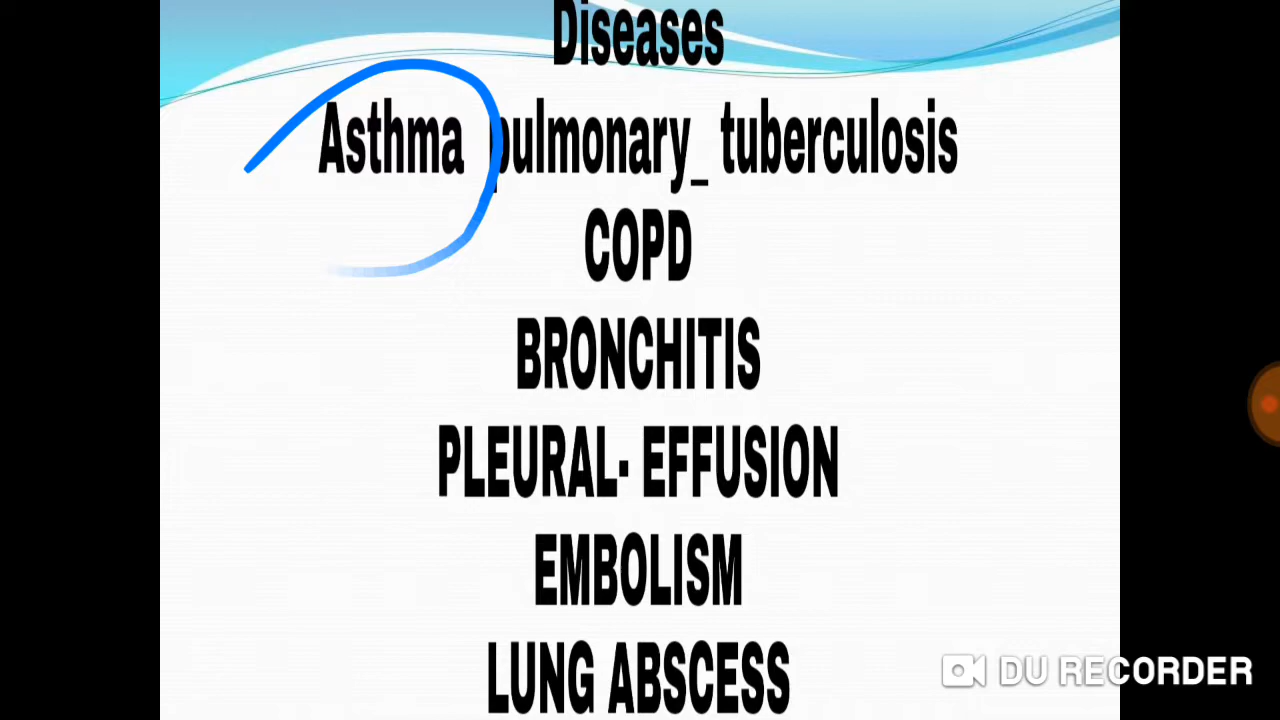 Diseases
Asthma pulmonary_ tuberculosis
COPD
BRONCHITIS
PLEURAL- EFFUSION
EMBOLISM
LUNG ABSCESS
DU RECORDER